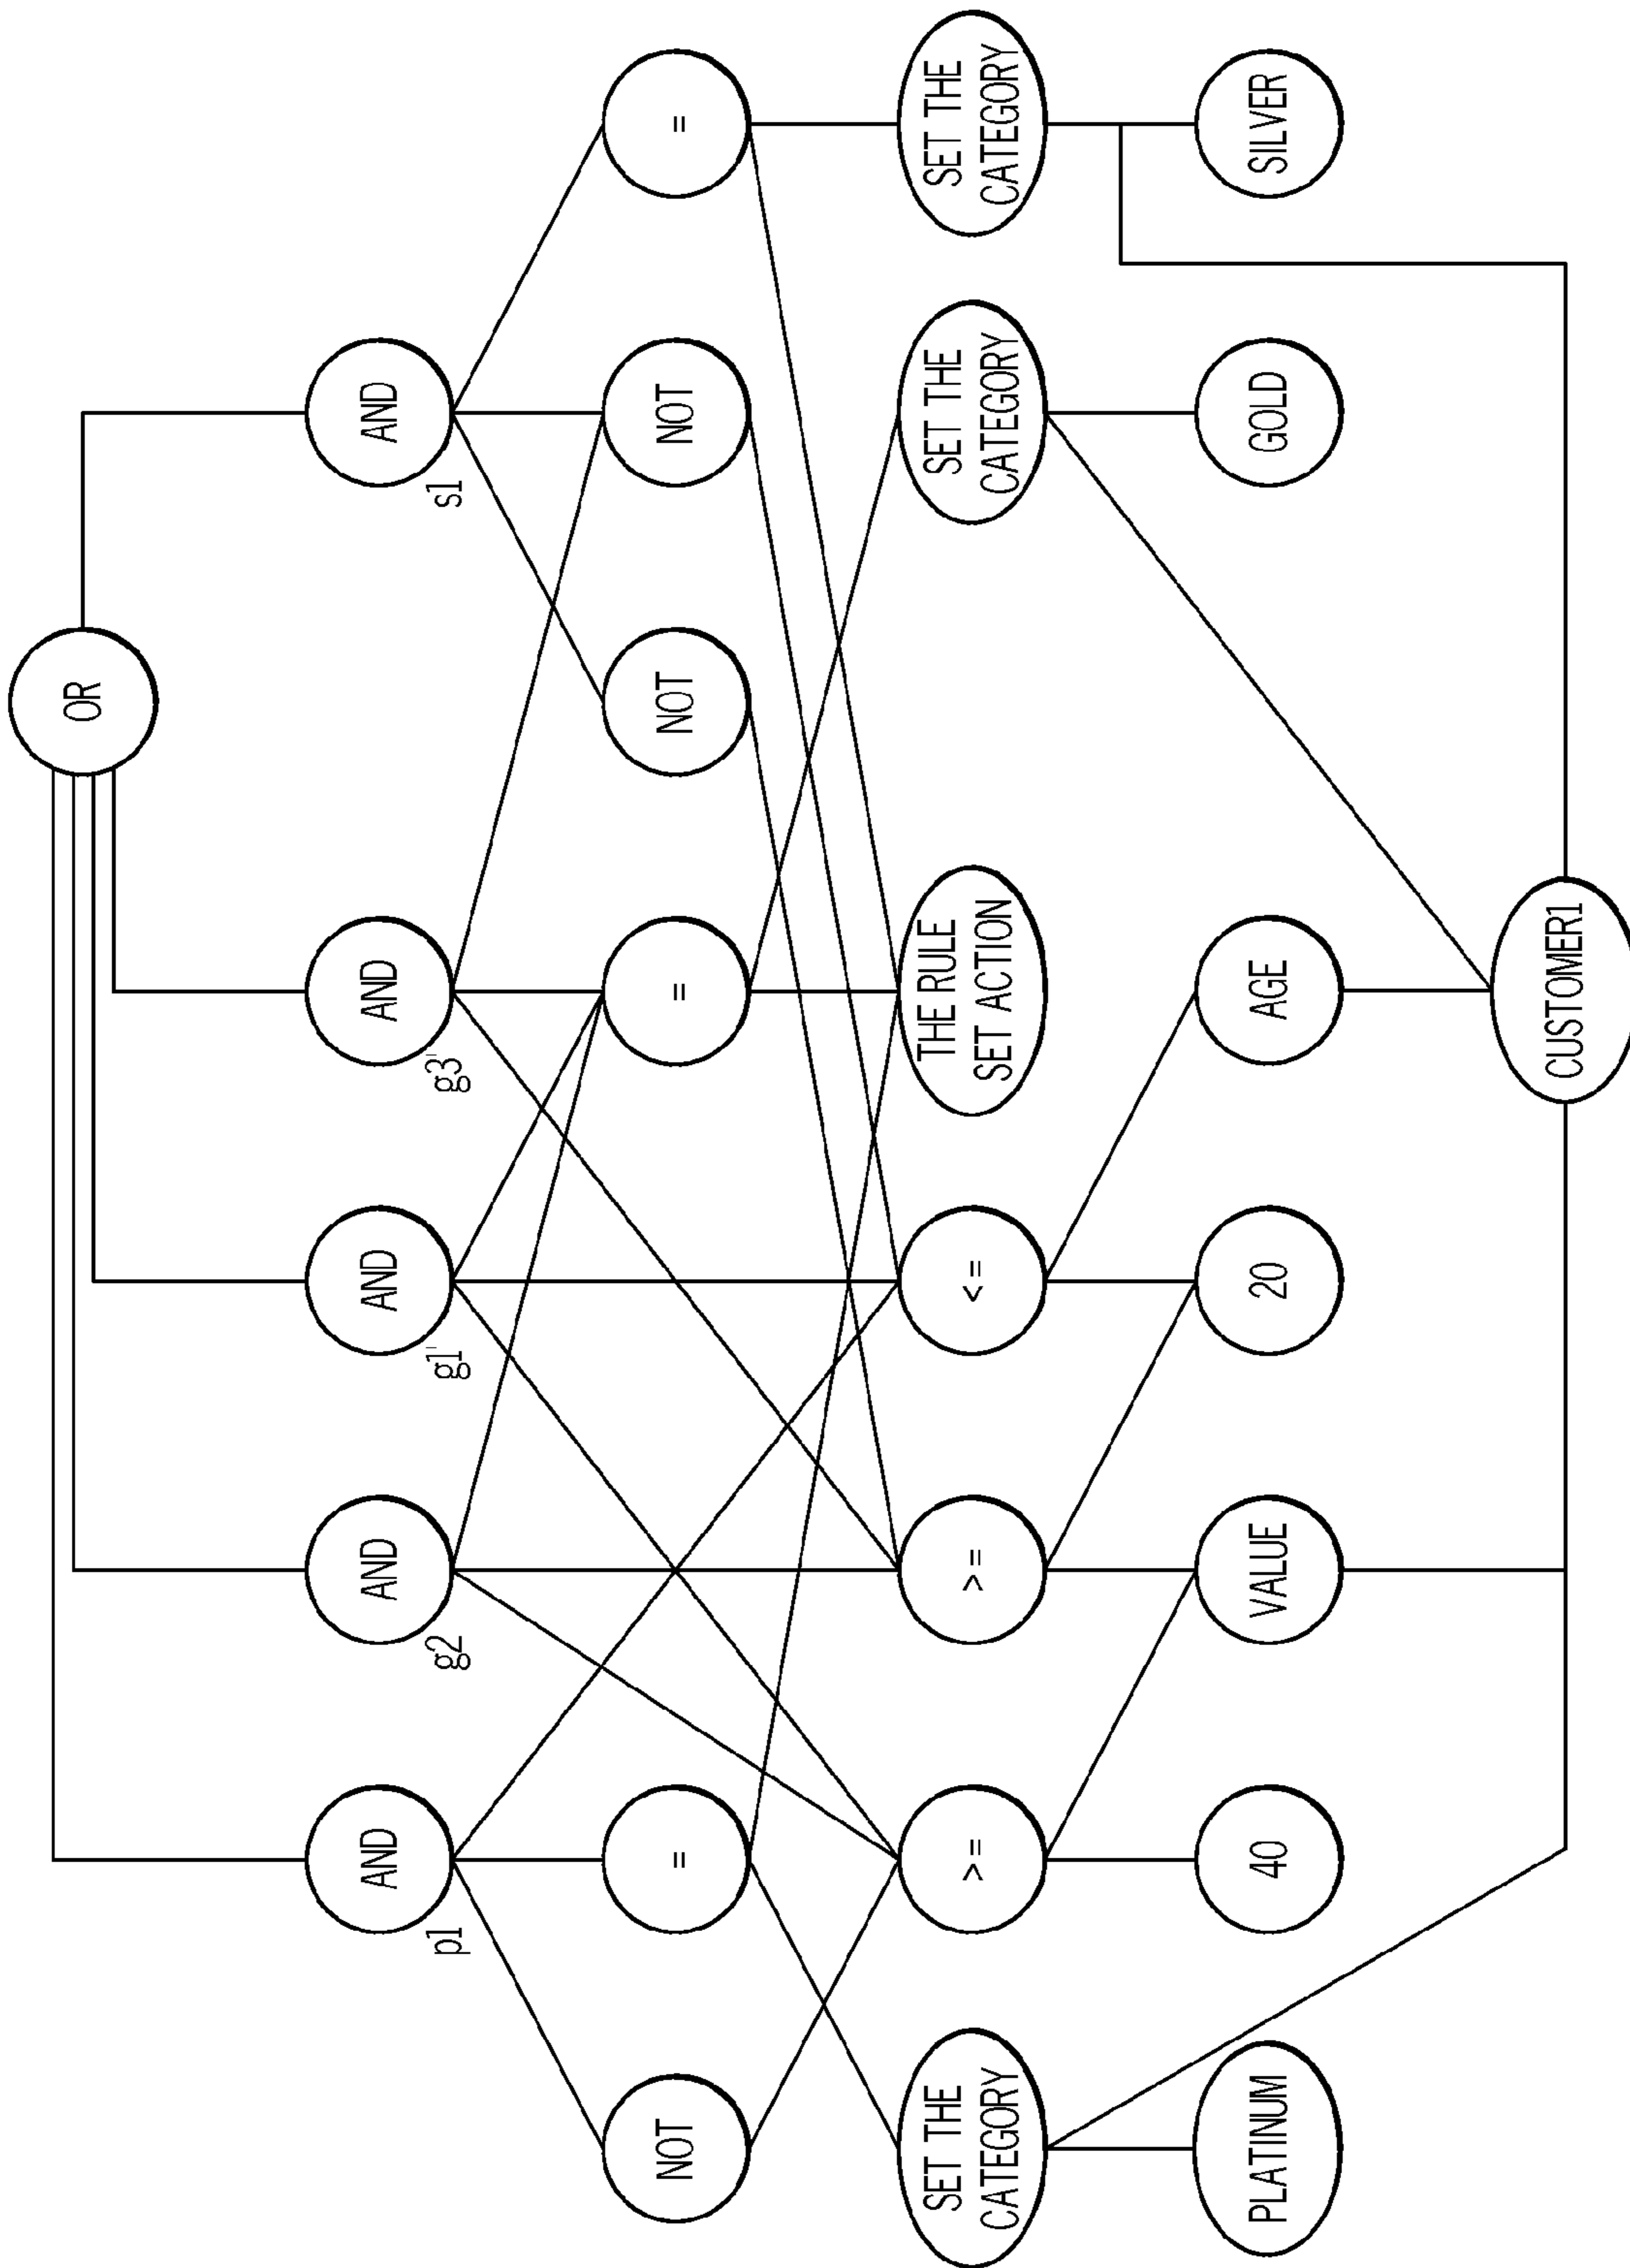 OR
AND
AND
AND
AND
AND
p1
g2
g1'
g3'
s1
NOT
=
=
NOT
NOT
=
SET THE
CATEGORY
>=
>=
<=
THE RULE
SET ACTION
SET THE
CATEGORY
SET THE
CATEGORY
PLATINUM
40
VALUE
20
AGE
GOLD
SILVER
CUSTOMER1